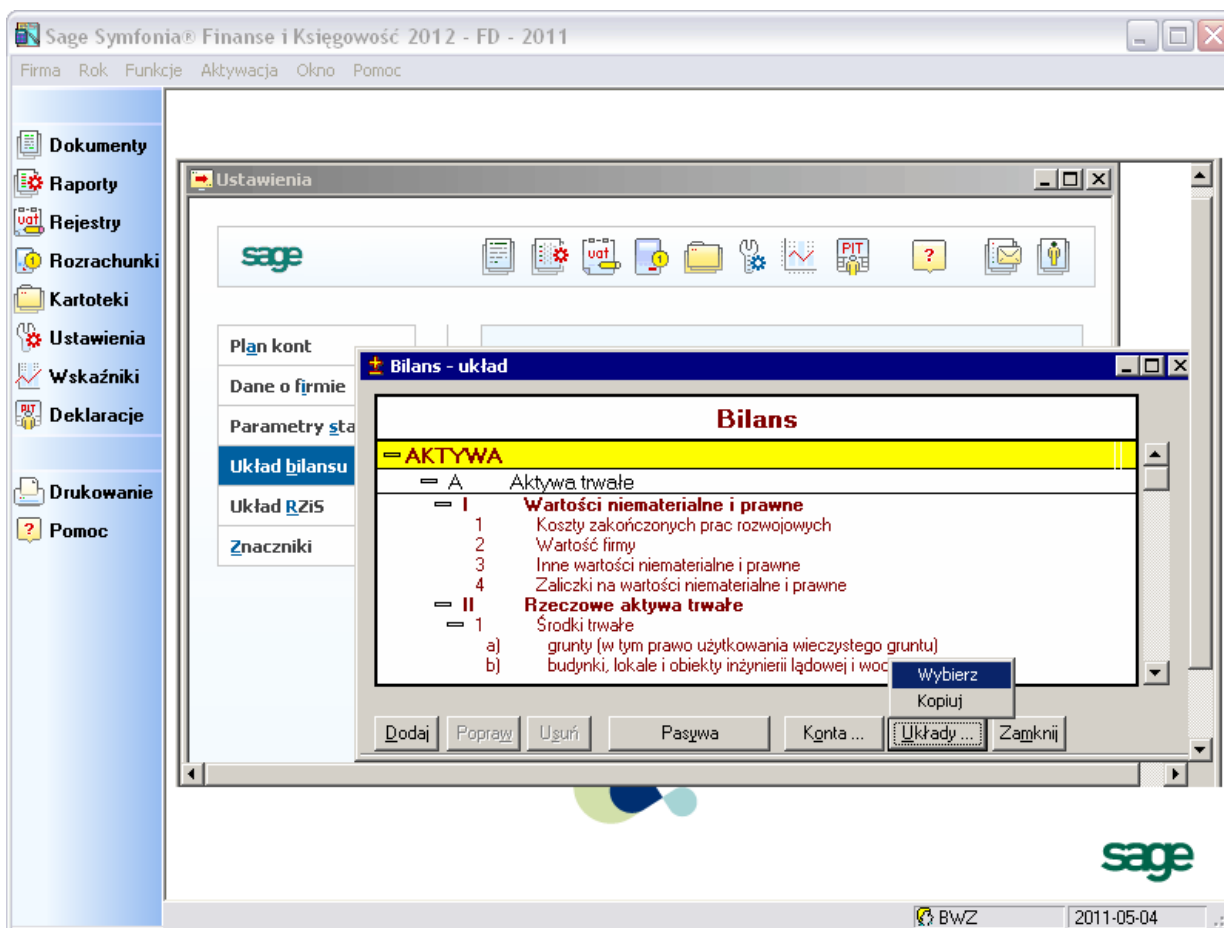 Sage Symfonia® Finanse i Księgowość 2012 - FD - 2011
Firma Rok Funkcje Aktywacja Okno Pomoc
Dokumenty
Raporty
Rejestry
Rozrachunki
Kartoteki
Ustawienia
Wskaźniki
Deklaracje
Drukowanie
Pomoc
Ustawienia
sage
vat
1
PIT
?
Plan kont
Dane o firmie
Parametry sta
Układ bilansu
Układ RZiS
Znaczniki
Bilans - układ
Bilans
AKTYWA
A Aktywa trwałe
I Wartości niematerialne i prawne
1 Koszty zakończonych prac rozwojowych
2 Wartość firmy
3 Inne wartości niematerialne i prawne
4 Zaliczki na wartości niematerialne i prawne
II Rzeczowe aktywa trwałe
1 Środki trwałe
a) grunty (w tym prawo użytkowania wieczystego gruntu)
b) budynki, lokale i obiekty inżynierii lądowej i woc
Wybierz
Kopiuj
Dodaj Popraw Usuń Pasywa Konta ... Układy ... Zamknij
sage
BWZ 2011-05-04